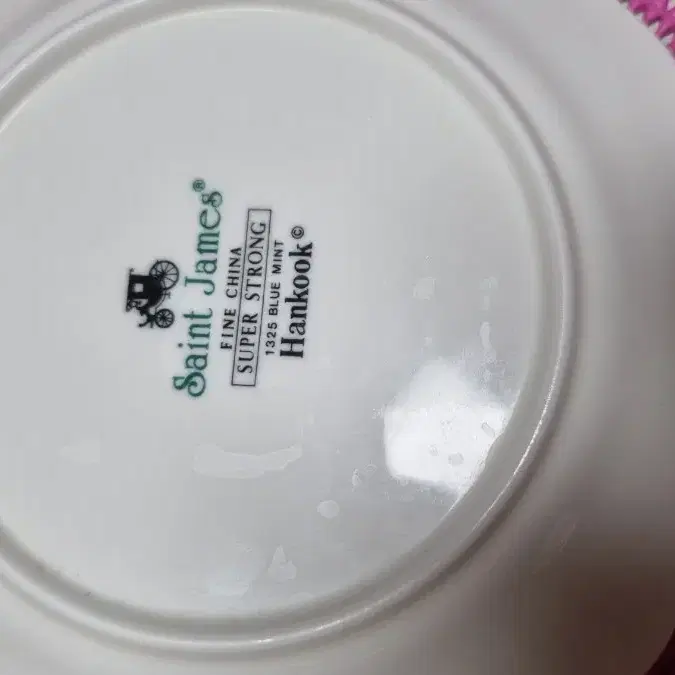 Saint James®
FINE CHINA
SUPER STRONG
1325 BLUE MINT
Hankook©